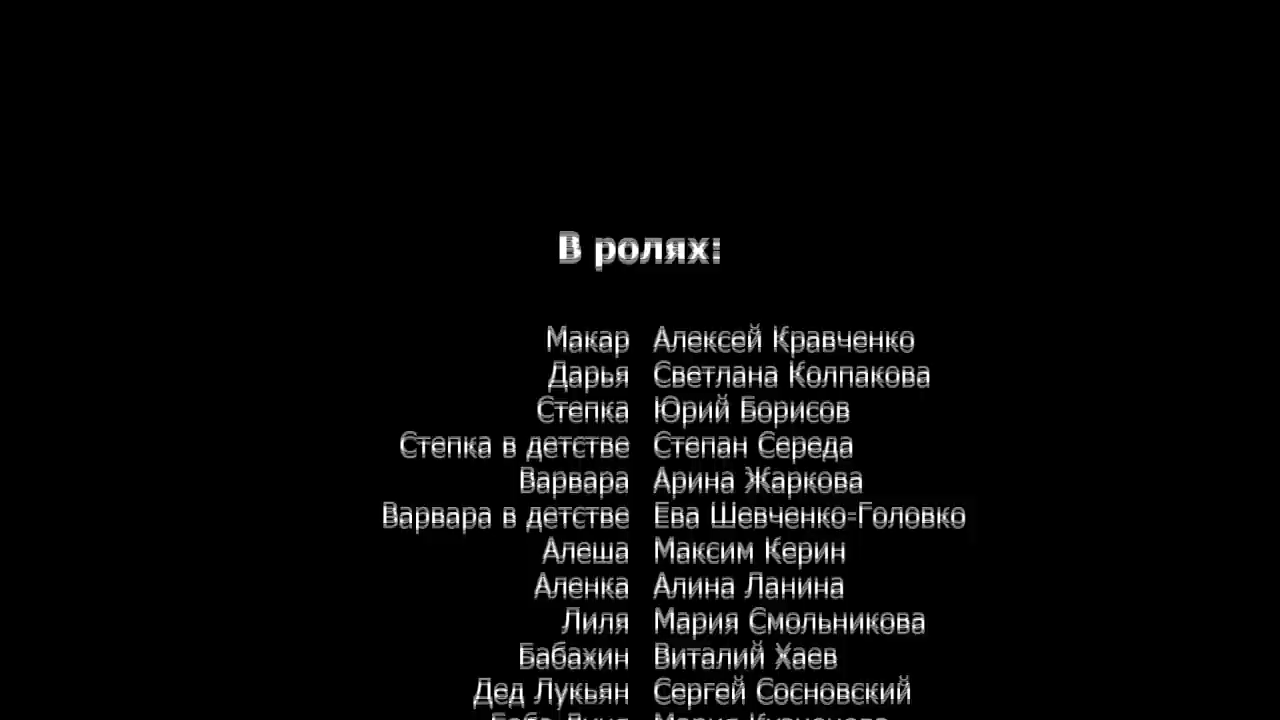 В ролях:
Макар Алексей Кравченко
Дарья Светлана Колпакова
Степка Юрий Борисов
Степка в детстве Степан Середа
Варвара Арина Жаркова
Варвара в детстве Ева Шевченко-Головко
Алеша Максим Керин
Аленка Алина Ланина
Лиля Мария Смольникова
Бабахин Виталий Хаев
Дед Лукьян Сергей Сосновский